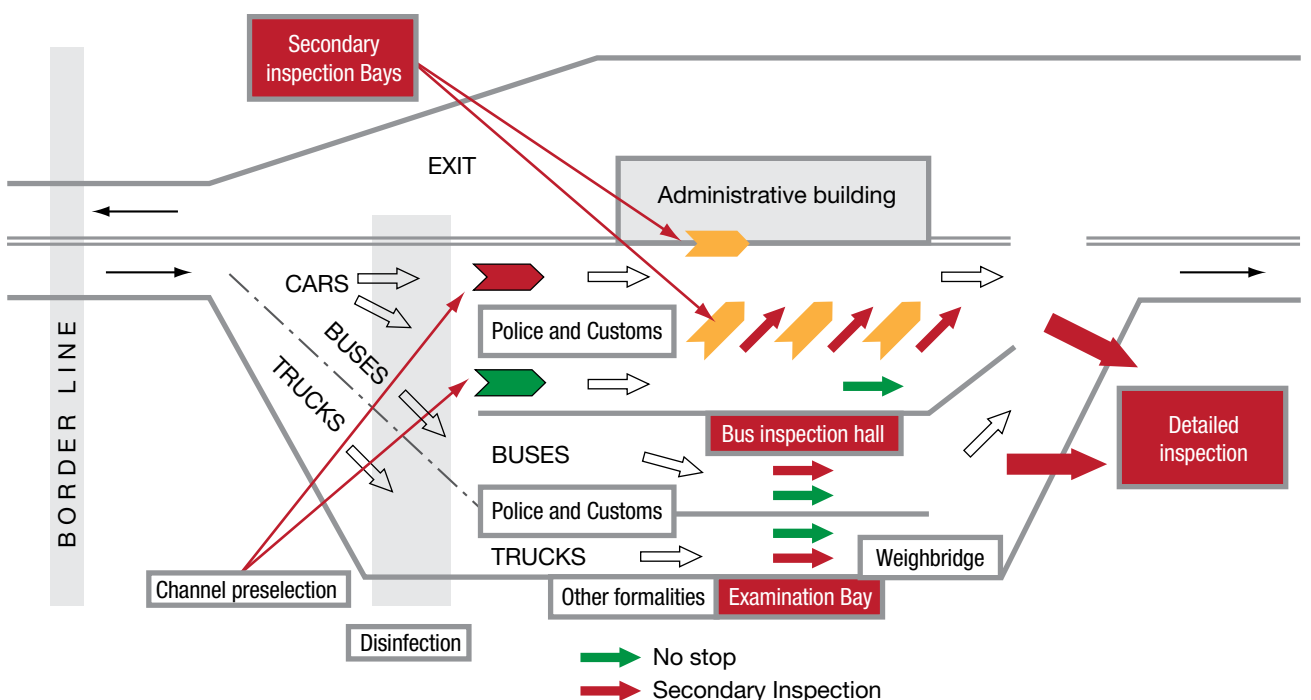 Secondary
inspection Bays
EXIT
Administrative building
CARS
BUSES
TRUCKS
BORDER LINE
Police and Customs
Bus inspection hall
Detailed
inspection
BUSES
Police and Customs
TRUCKS
Weighbridge
Channel preselection
Other formalities
Examination Bay
Disinfection
No stop
Secondary Inspection